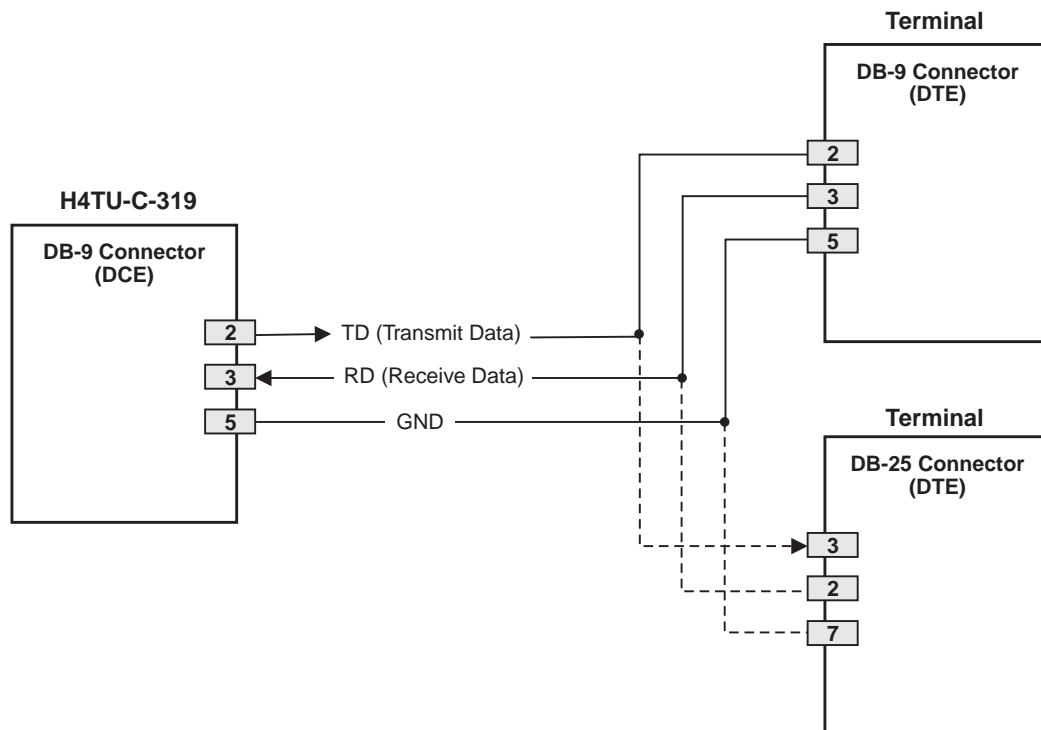 Terminal
DB-9 Connector
(DTE)
2
3
5
H4TU-C-319
DB-9 Connector
(DCE)
2
TD (Transmit Data)
3
RD (Receive Data)
5
GND
Terminal
DB-25 Connector
(DTE)
3
2
7